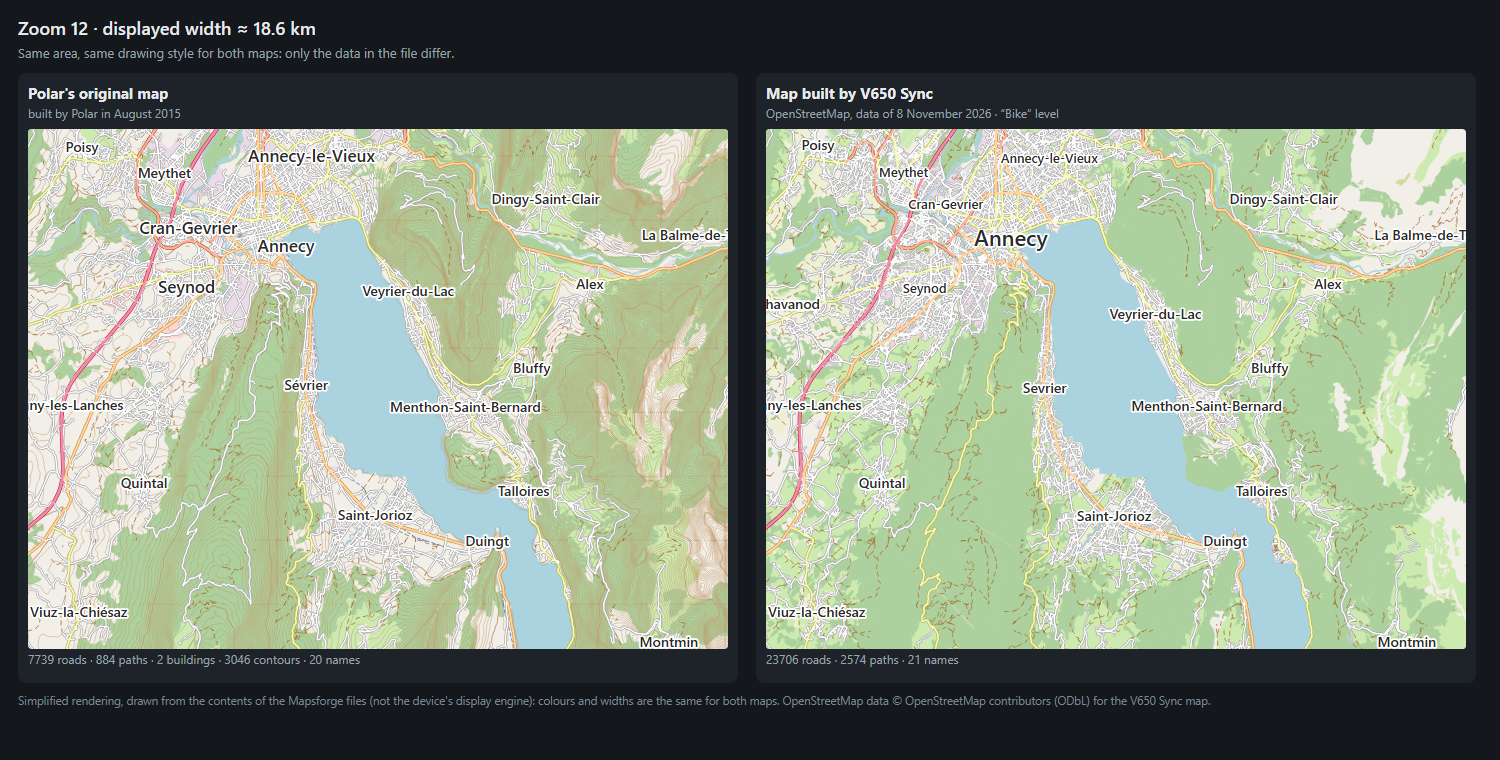 Zoom 12 · displayed width ≈ 18.6 km
Same area, same drawing style for both maps: only the data in the file differ.
Polar's original map
built by Polar in August 2015
Poisy
Annecy-le-Vieux
Meythet
Dingy-Saint-Clair
Cran-Gevrier
La Balme-de-T
Annecy
Seynod
Veyrier-du-Lac
Alex
Bluffy
Sévrier
ny-les-Lanches
Menthon-Saint-Bernard
Quintal
Talloires
Saint-Jorioz
Duingt
Viuz-la-Chiésaz
Montmin
7739 roads · 884 paths · 2 buildings · 3046 contours · 20 names
Map built by V650 Sync
OpenStreetMap, data of 8 November 2026 · “Bike” level
Poisy
Annecy-le-Vieux
Meythet
Dingy-Saint-Clair
Cran-Gevrier
La Balme-de-T
Annecy
Seynod
Alex
havanod
Veyrier-du-Lac
Bluffy
Sevrier
ny-les-Lanches
Menthon-Saint-Bernard
Quintal
Talloires
Saint-Jorioz
Duingt
Viuz-la-Chiésaz
Montmin
23706 roads · 2574 paths · 21 names
Simplified rendering, drawn from the contents of the Mapsforge files (not the device's display engine): colours and widths are the same for both maps. OpenStreetMap data © OpenStreetMap contributors (ODbL) for the V650 Sync map.